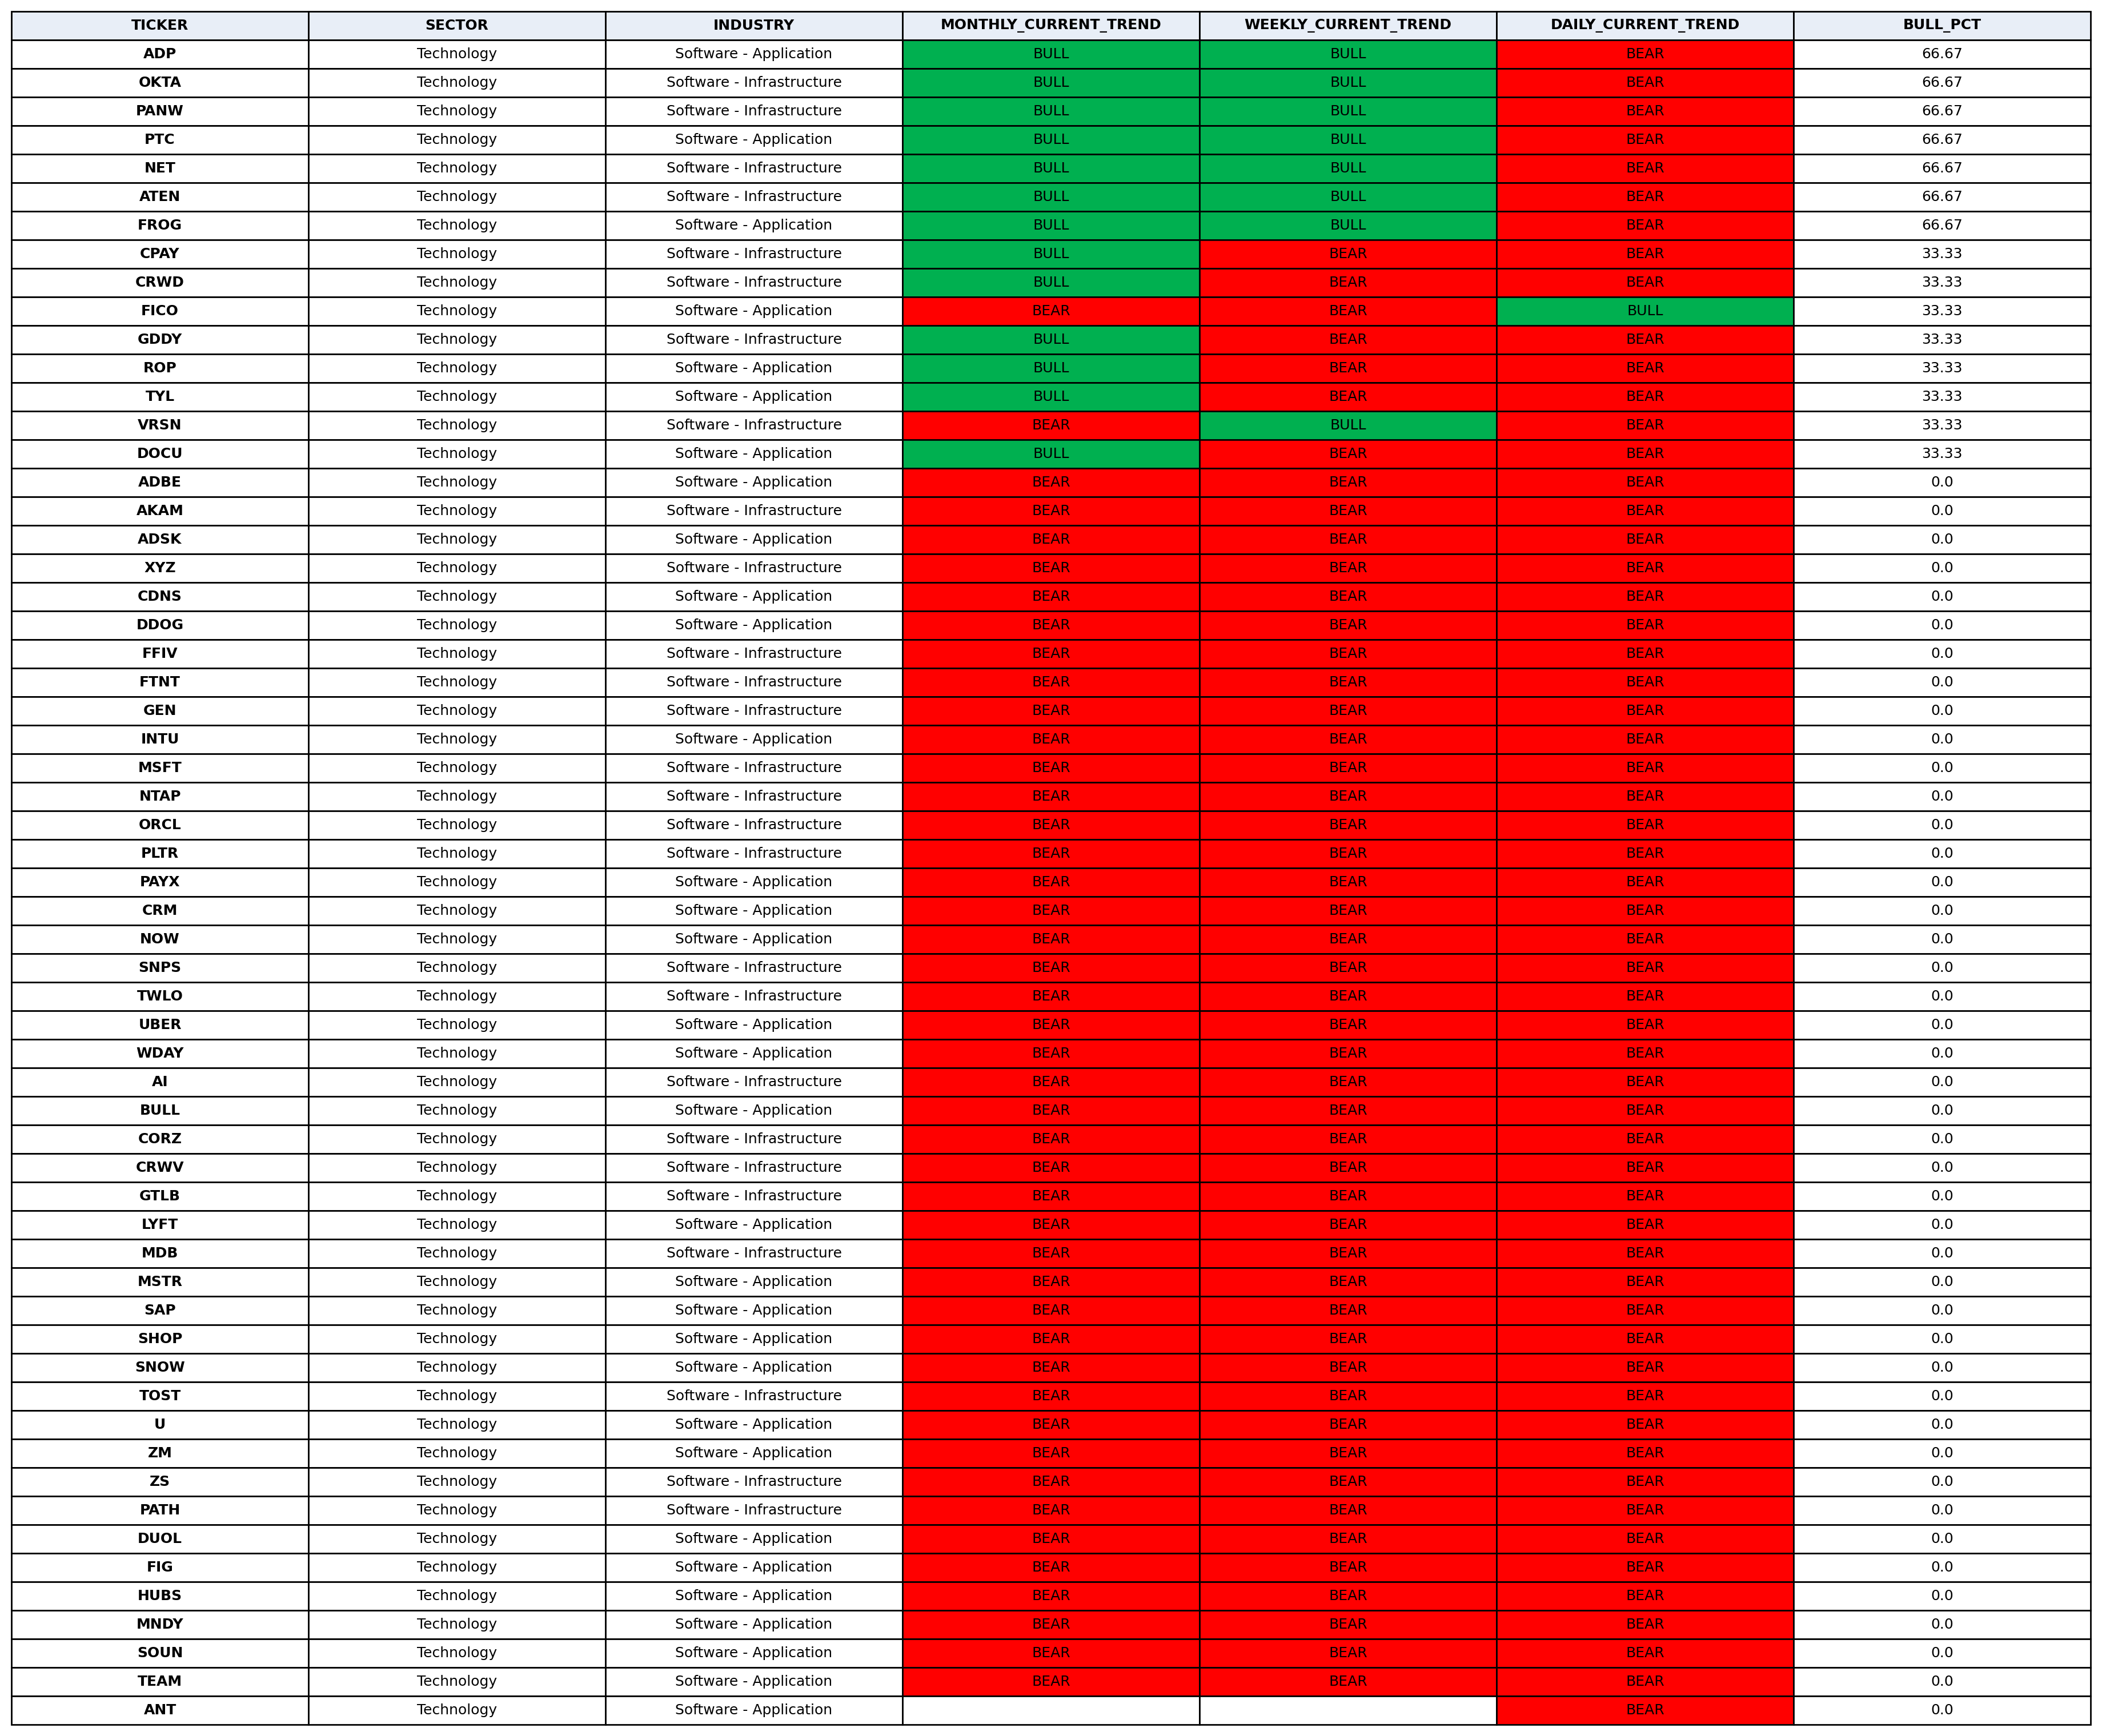 TICKER SECTOR INDUSTRY MONTHLY_CURRENT_TREND WEEKLY_CURRENT_TREND DAILY_CURRENT_TREND BULL_PCT
ADP Technology Software - Application BULL BULL BEAR 66.67
OKTA Technology Software - Infrastructure BULL BULL BEAR 66.67
PANW Technology Software - Infrastructure BULL BULL BEAR 66.67
PTC Technology Software - Application BULL BULL BEAR 66.67
NET Technology Software - Infrastructure BULL BULL BEAR 66.67
ATEN Technology Software - Infrastructure BULL BULL BEAR 66.67
FROG Technology Software - Application BULL BULL BEAR 66.67
CPAY Technology Software - Infrastructure BULL BEAR BEAR 33.33
CRWD Technology Software - Infrastructure BULL BEAR BEAR 33.33
FICO Technology Software - Application BEAR BEAR BULL 33.33
GDDY Technology Software - Infrastructure BULL BEAR BEAR 33.33
ROP Technology Software - Application BULL BEAR BEAR 33.33
TYL Technology Software - Application BULL BEAR BEAR 33.33
VRSN Technology Software - Infrastructure BEAR BULL BEAR 33.33
DOCU Technology Software - Application BULL BEAR BEAR 33.33
ADBE Technology Software - Application BEAR BEAR BEAR 0.0
AKAM Technology Software - Infrastructure BEAR BEAR BEAR 0.0
ADSK Technology Software - Application BEAR BEAR BEAR 0.0
XYZ Technology Software - Infrastructure BEAR BEAR BEAR 0.0
CDNS Technology Software - Application BEAR BEAR BEAR 0.0
DDOG Technology Software - Application BEAR BEAR BEAR 0.0
FFIV Technology Software - Infrastructure BEAR BEAR BEAR 0.0
FTNT Technology Software - Infrastructure BEAR BEAR BEAR 0.0
GEN Technology Software - Infrastructure BEAR BEAR BEAR 0.0
INTU Technology Software - Application BEAR BEAR BEAR 0.0
MSFT Technology Software - Infrastructure BEAR BEAR BEAR 0.0
NTAP Technology Software - Infrastructure BEAR BEAR BEAR 0.0
ORCL Technology Software - Infrastructure BEAR BEAR BEAR 0.0
PLTR Technology Software - Infrastructure BEAR BEAR BEAR 0.0
PAYX Technology Software - Application BEAR BEAR BEAR 0.0
CRM Technology Software - Application BEAR BEAR BEAR 0.0
NOW Technology Software - Application BEAR BEAR BEAR 0.0
SNPS Technology Software - Infrastructure BEAR BEAR BEAR 0.0
TWLO Technology Software - Infrastructure BEAR BEAR BEAR 0.0
UBER Technology Software - Application BEAR BEAR BEAR 0.0
WDAY Technology Software - Application BEAR BEAR BEAR 0.0
AI Technology Software - Infrastructure BEAR BEAR BEAR 0.0
BULL Technology Software - Application BEAR BEAR BEAR 0.0
CORZ Technology Software - Infrastructure BEAR BEAR BEAR 0.0
CRWV Technology Software - Infrastructure BEAR BEAR BEAR 0.0
GTLB Technology Software - Infrastructure BEAR BEAR BEAR 0.0
LYFT Technology Software - Application BEAR BEAR BEAR 0.0
MDB Technology Software - Infrastructure BEAR BEAR BEAR 0.0
MSTR Technology Software - Application BEAR BEAR BEAR 0.0
SAP Technology Software - Application BEAR BEAR BEAR 0.0
SHOP Technology Software - Application BEAR BEAR BEAR 0.0
SNOW Technology Software - Application BEAR BEAR BEAR 0.0
TOST Technology Software - Infrastructure BEAR BEAR BEAR 0.0
U Technology Software - Application BEAR BEAR BEAR 0.0
ZM Technology Software - Application BEAR BEAR BEAR 0.0
ZS Technology Software - Infrastructure BEAR BEAR BEAR 0.0
PATH Technology Software - Infrastructure BEAR BEAR BEAR 0.0
DUOL Technology Software - Application BEAR BEAR BEAR 0.0
FIG Technology Software - Application BEAR BEAR BEAR 0.0
HUBS Technology Software - Application BEAR BEAR BEAR 0.0
MNDY Technology Software - Application BEAR BEAR BEAR 0.0
SOUN Technology Software - Application BEAR BEAR BEAR 0.0
TEAM Technology Software - Application BEAR BEAR BEAR 0.0
ANT Technology Software - Application BEAR 0.0